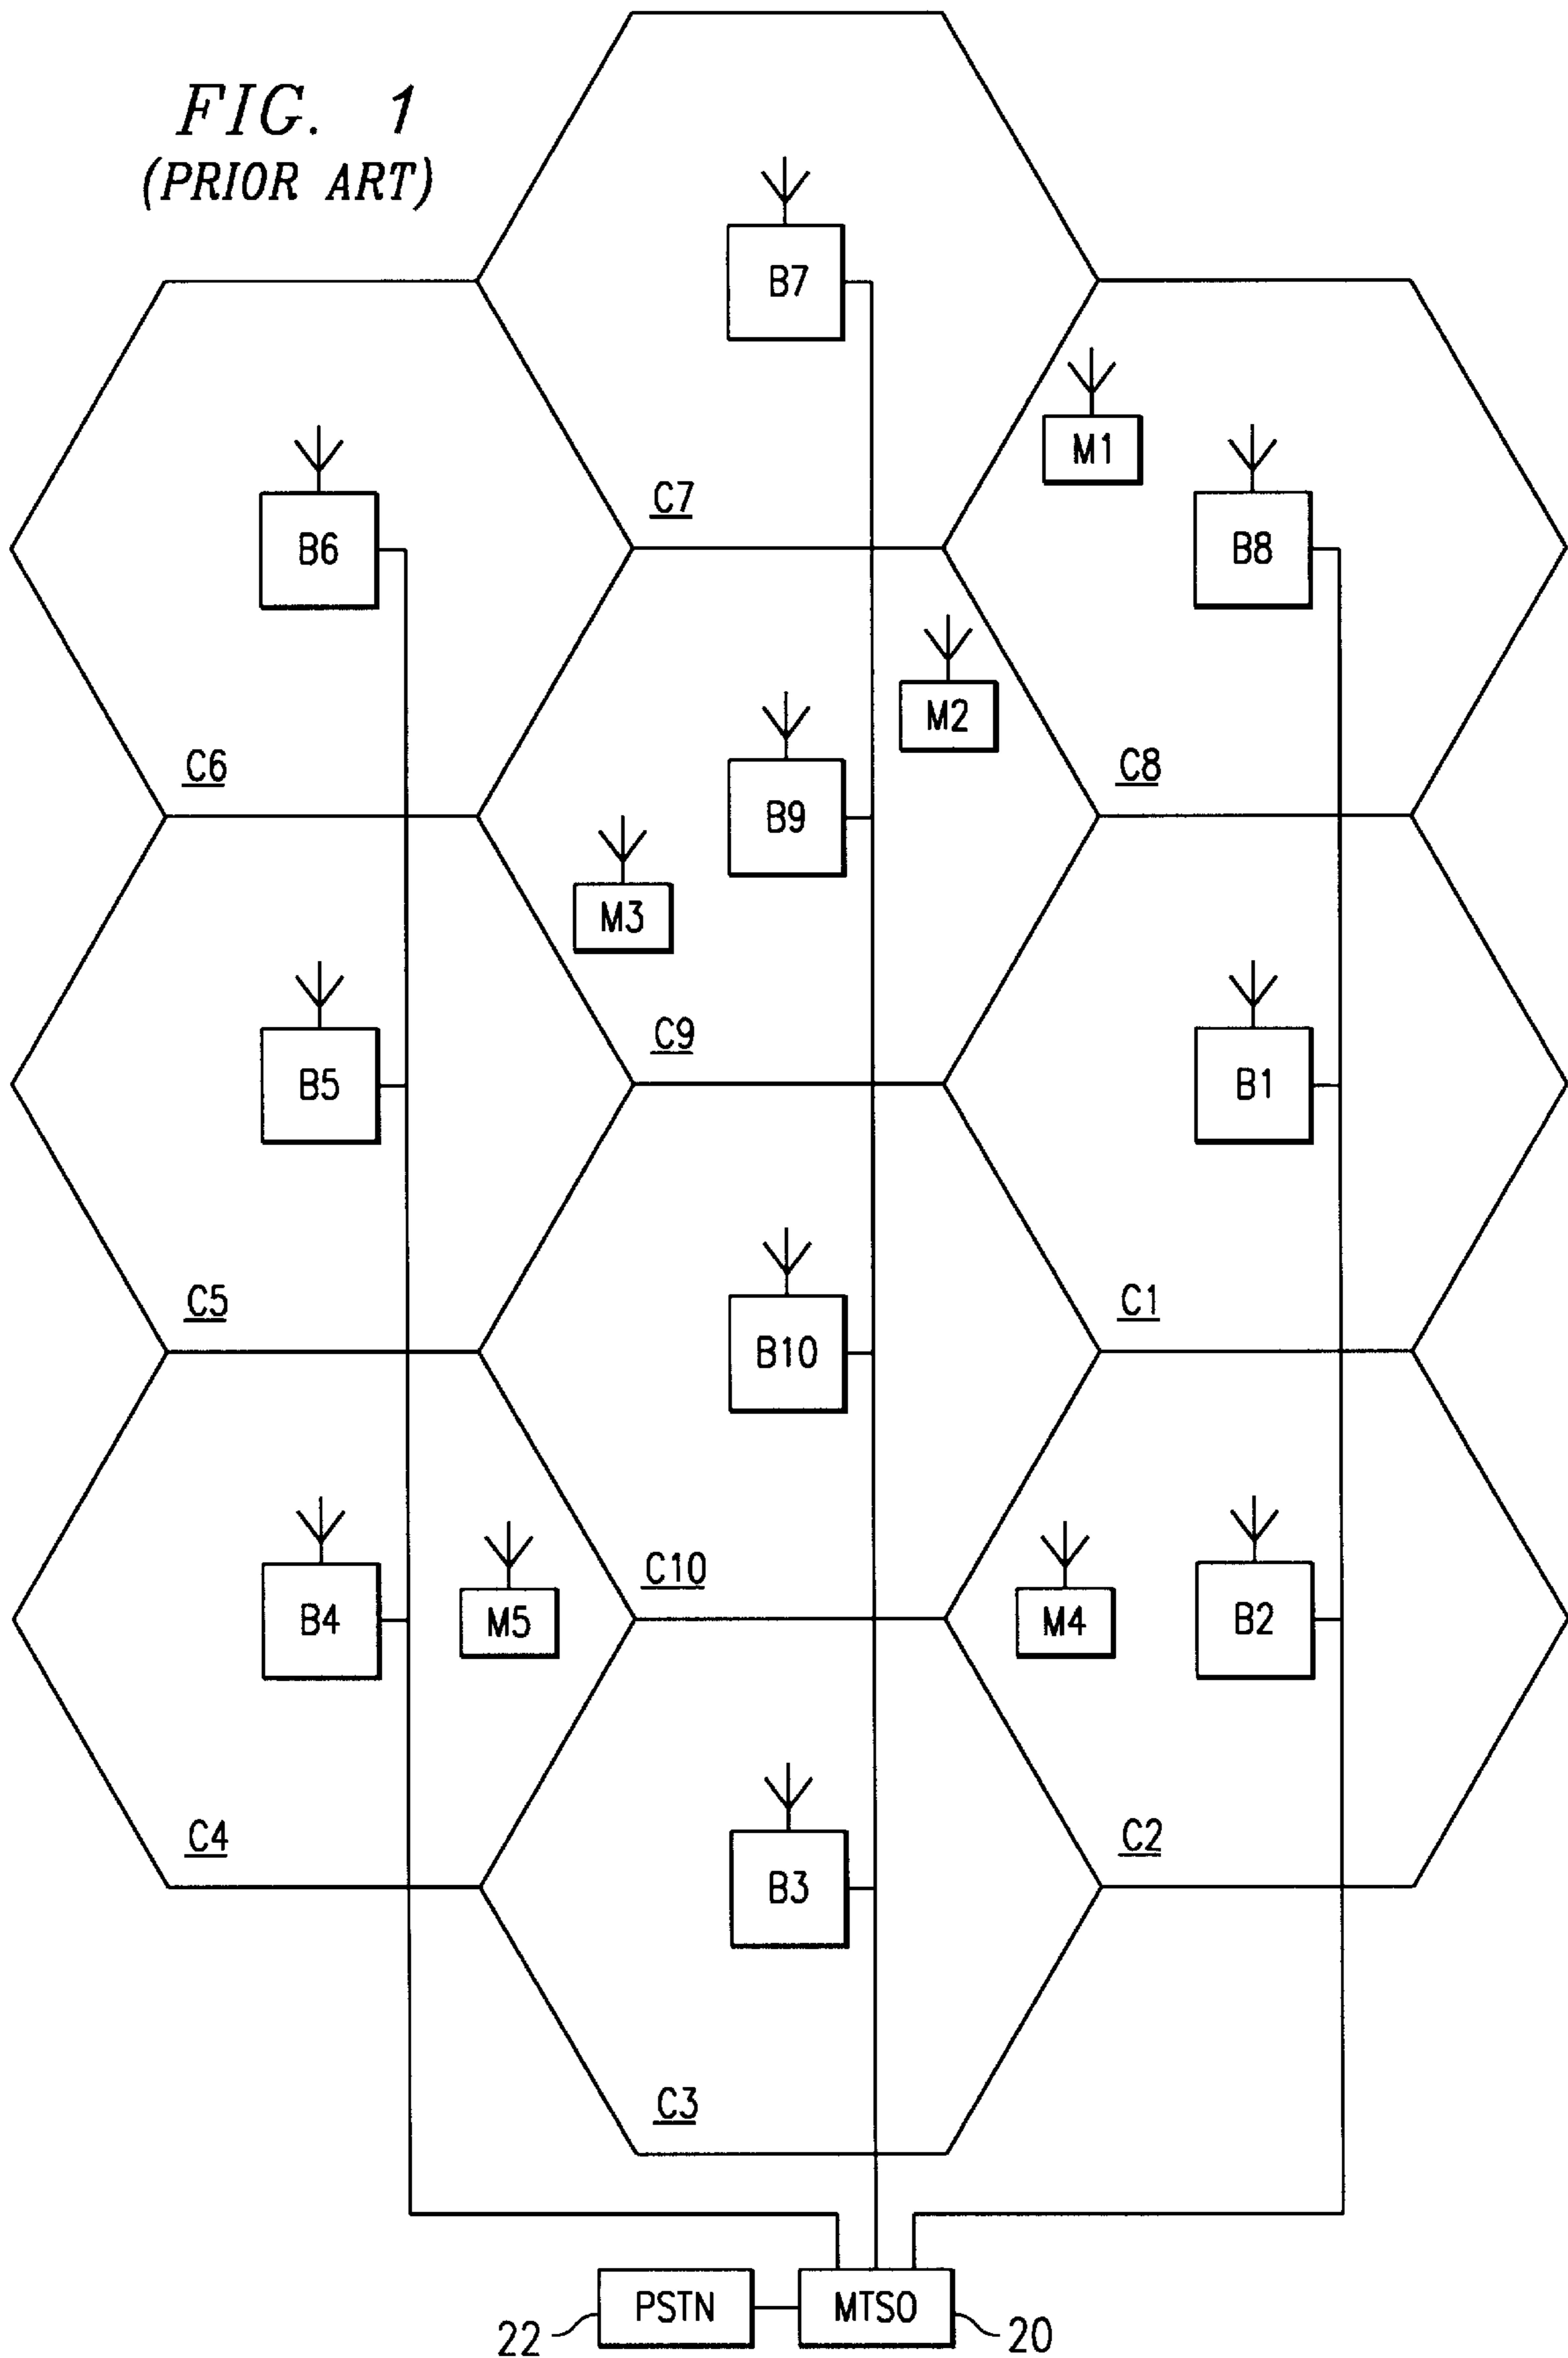 FIG. 1
(PRIOR ART)
B7
M1
C7
B6
B8
M2
C6
B9
C8
M3
C9
B5
B1
C5
C1
B10
C10
B4
M5
M4
B2
C4
C2
B3
C3
PSTN
MTSO
22
20